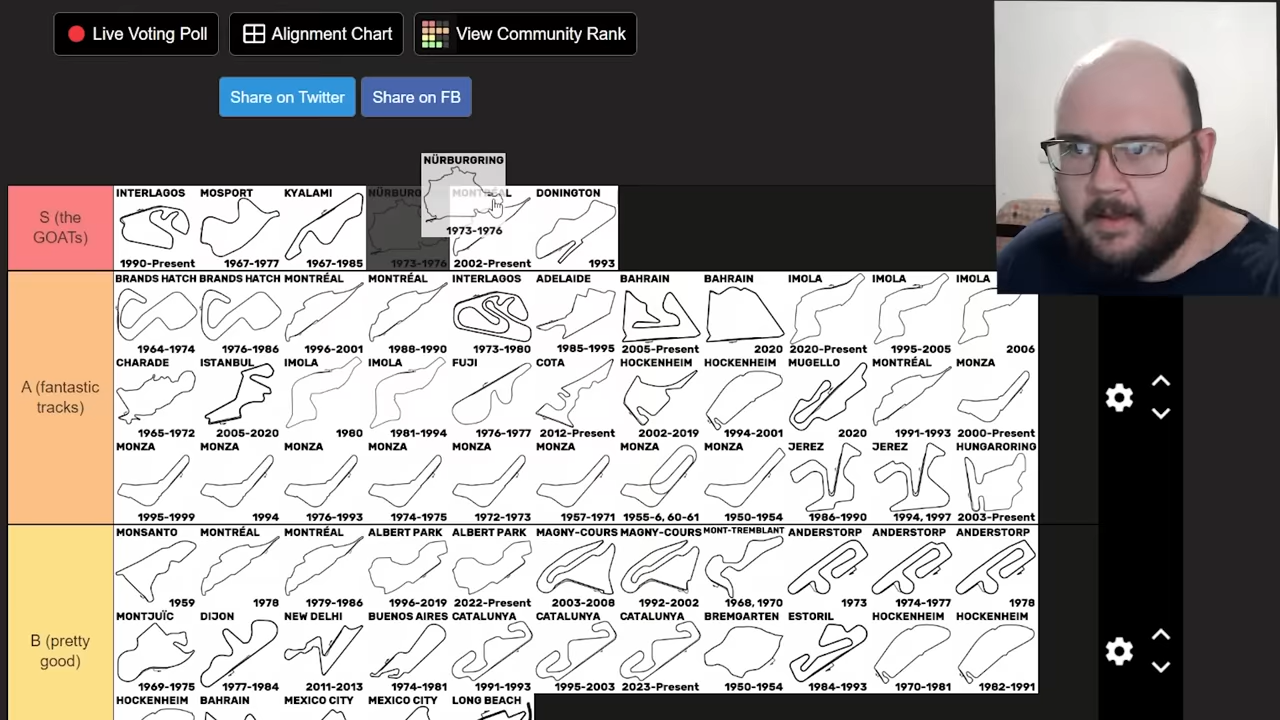 Live Voting Poll
Alignment Chart
View Community Rank
Share on Twitter
Share on FB
NÜRBURGRING
1973-1976
S (the
GOATs)
INTERLAGOS MOSPORT KYALAMI NÜRBURG MONTRÉAL DONINGTON
1990-Present 1967-1977 1967-1985 1973-1976 2002-Present 1993
A (fantastic
tracks)
BRANDS HATCH BRANDS HATCH MONTRÉAL MONTRÉAL INTERLAGOS ADELAIDE BAHRAIN BAHRAIN IMOLA IMOLA IMOLA
1964-1974 1976-1986 1996-2001 1988-1990 1973-1980 1985-1995 2005-Present 2020 2020-Present 1995-2005 2006
CHARADE ISTANBUL IMOLA IMOLA FUJI COTA HOCKENHEIM HOCKENHEIM MUGELLO MONTRÉAL MONZA
1965-1972 2005-2020 1980 1981-1994 1976-1977 2012-Present 2002-2019 1994-2001 2020 1991-1993 2000-Present
MONZA MONZA MONZA MONZA MONZA MONZA MONZA MONZA JEREZ JEREZ HUNGARORING
1995-1999 1994 1976-1993 1974-1975 1972-1973 1957-1971 1955-6, 60-61 1950-1954 1986-1990 1994, 1997 2003-Present
B (pretty
good)
MONSANTO MONTRÉAL MONTRÉAL ALBERT PARK ALBERT PARK MAGNY-COURS MAGNY-COURS MONT-TREMBLANT ANDERSTORP ANDERSTORP ANDERSTORP
1959 1978 1979-1986 1996-2019 2022-Present 2003-2008 1992-2002 1968, 1970 1973 1974-1977 1978
MONTJUÏC DIJON NEW DELHI BUENOS AIRES CATALUNYA CATALUNYA CATALUNYA BREMGARTEN ESTORIL HOCKENHEIM HOCKENHEIM
1969-1975 1977-1984 2011-2013 1974-1981 1991-1993 1995-2003 2023-Present 1950-1954 1984-1993 1970-1981 1982-1991
HOCKENHEIM BAHRAIN MEXICO CITY MEXICO CITY LONG BEACH